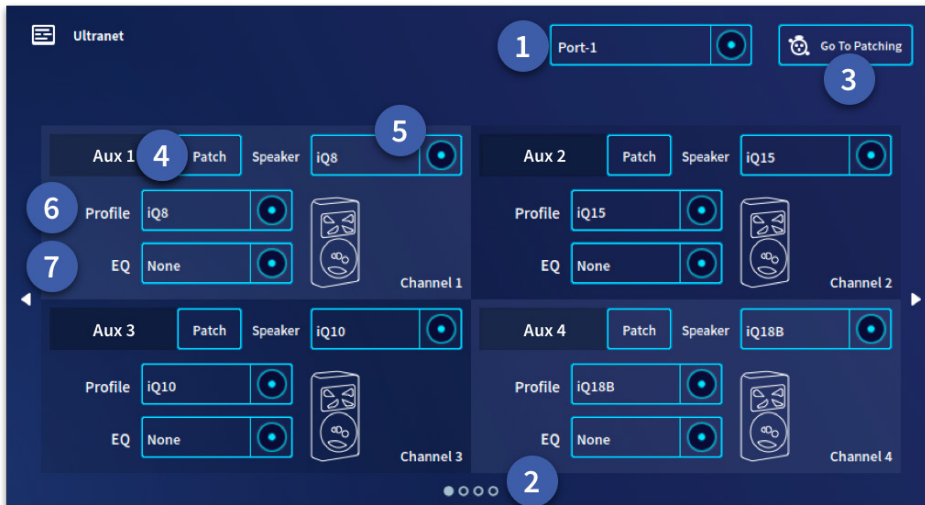 Ultranet
1
Port-1
Go To Patching
3
Aux 1
4
Patch
Speaker
5
iQ8
6
Profile
iQ8
7
EQ
None
Channel 1
Aux 2
Patch
Speaker
iQ15
Profile
iQ15
EQ
None
Channel 2
Aux 3
Patch
Speaker
iQ10
Profile
iQ10
EQ
None
Channel 3
Aux 4
Patch
Speaker
iQ18B
Profile
iQ18B
EQ
None
Channel 4
2